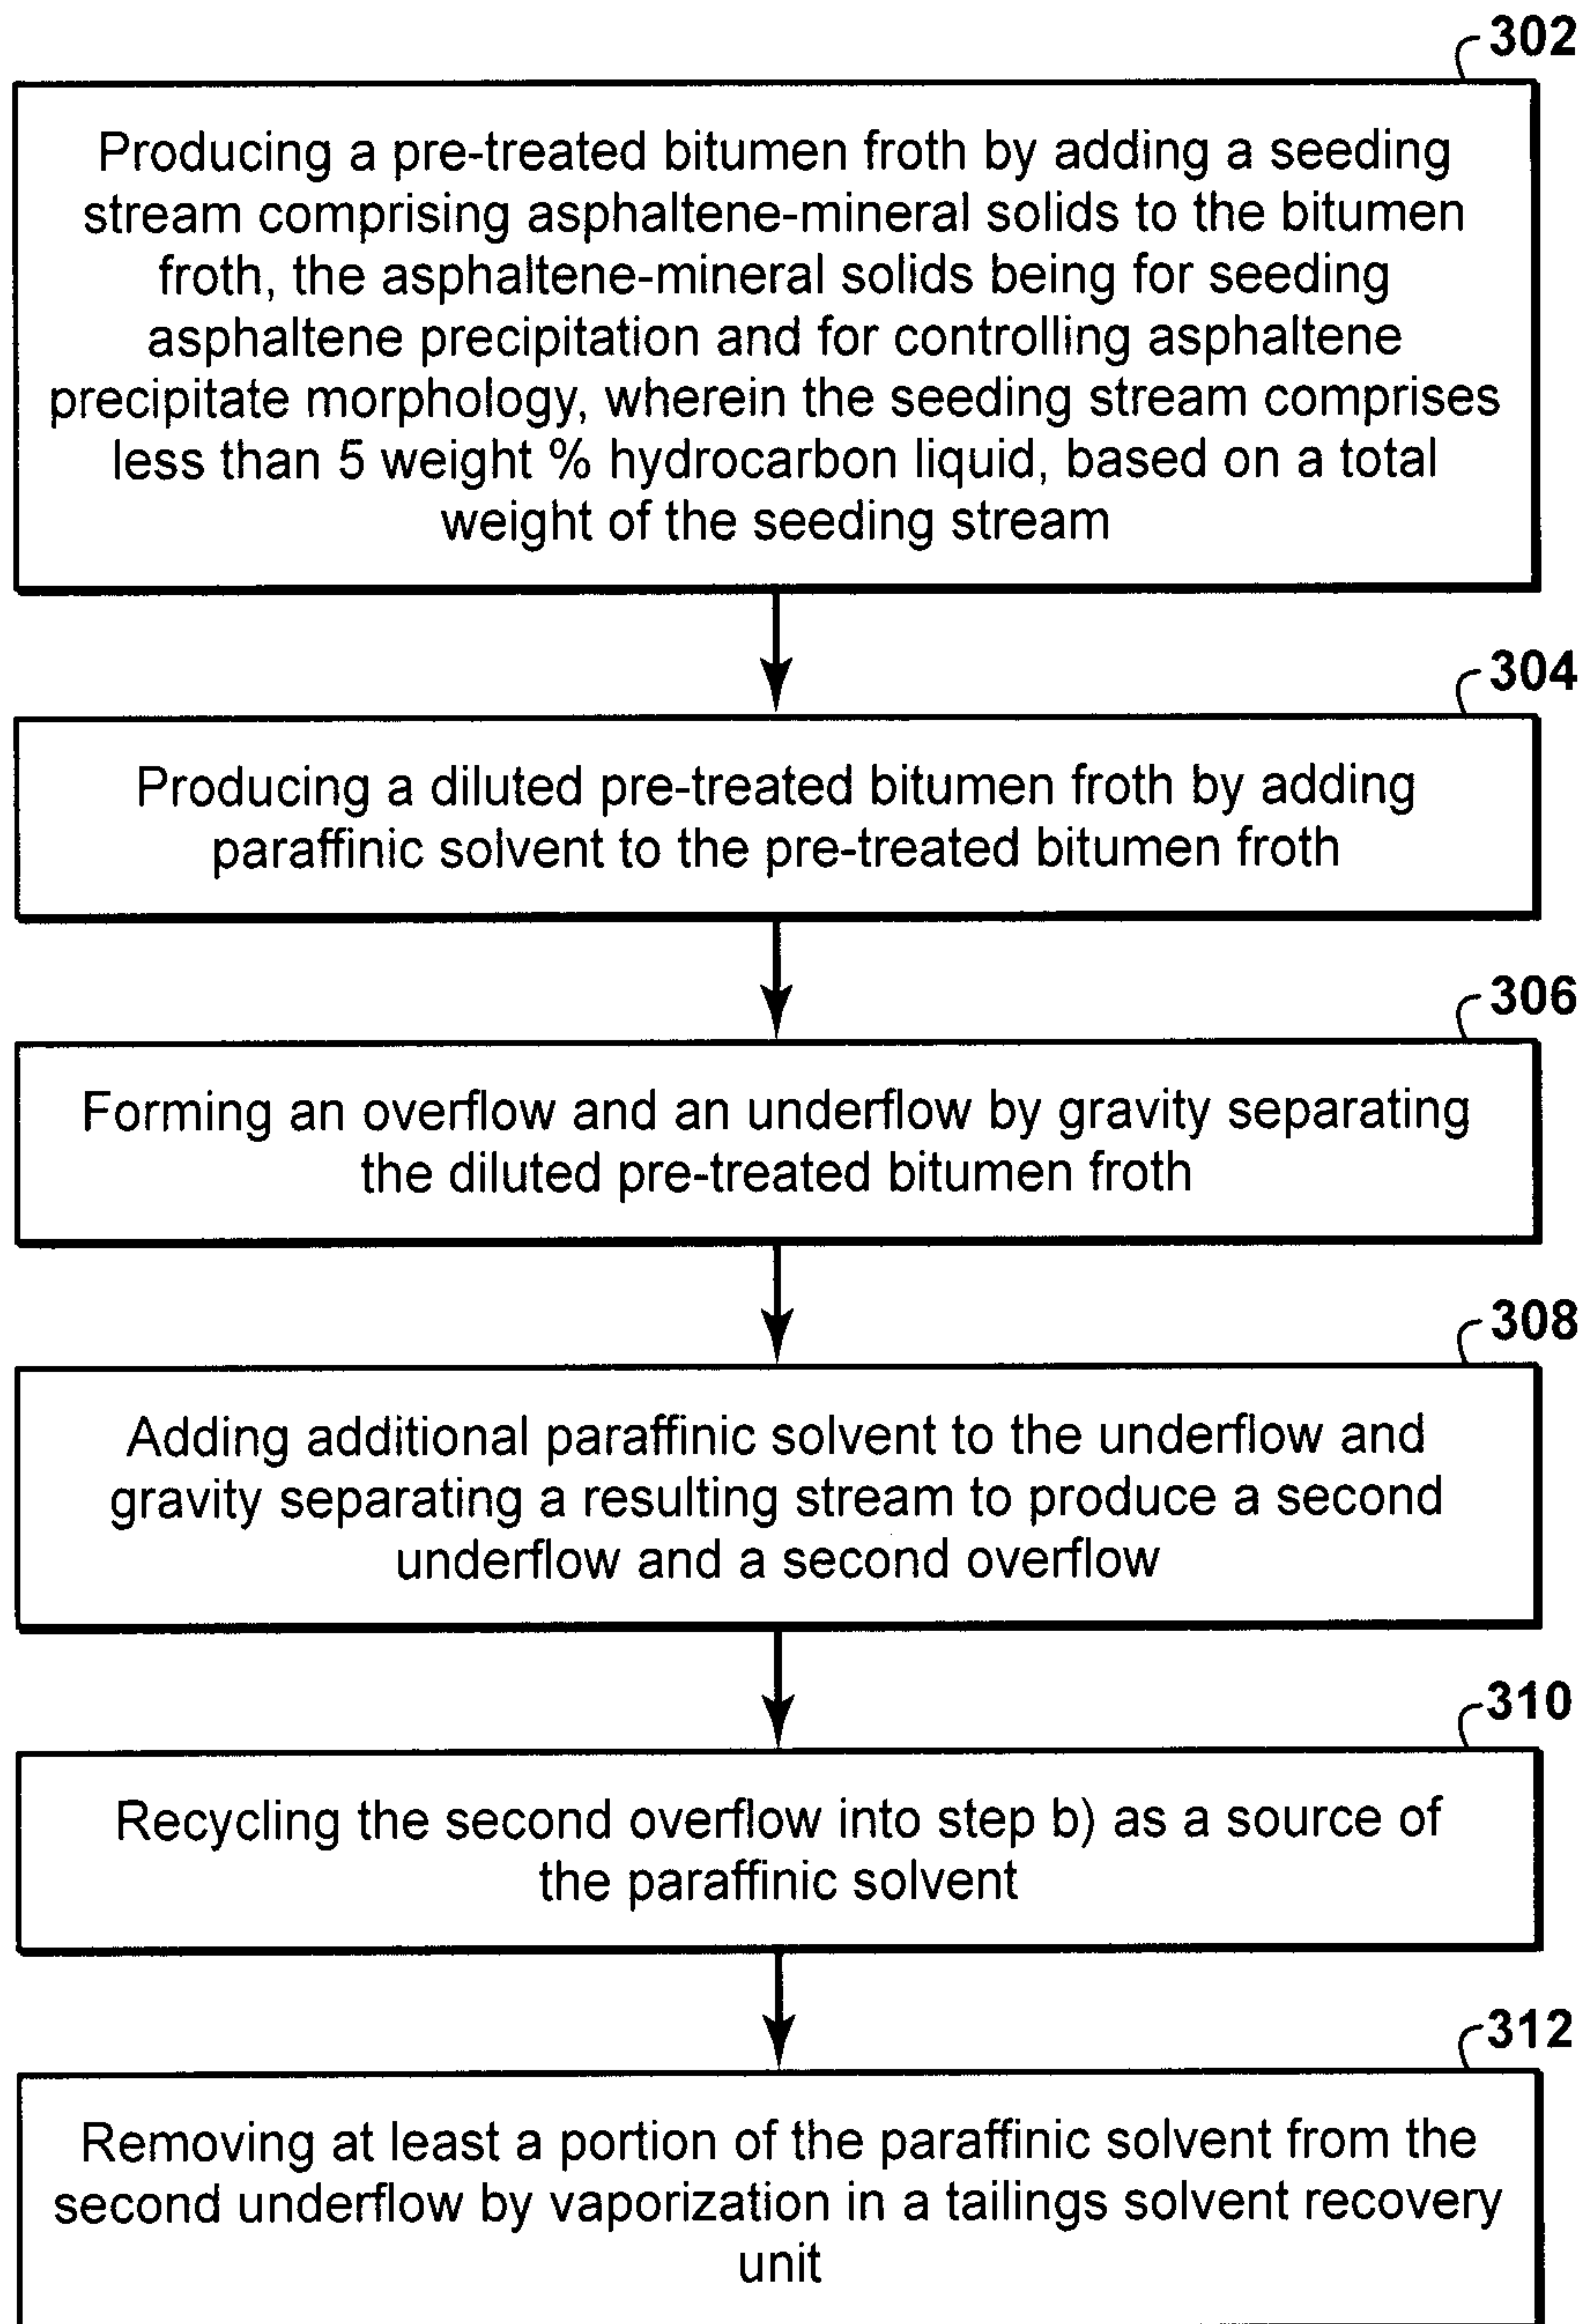 302
Producing a pre-treated bitumen froth by adding a seeding
stream comprising asphaltene-mineral solids to the bitumen
froth, the asphaltene-mineral solids being for seeding
asphaltene precipitation and for controlling asphaltene
precipitate morphology, wherein the seeding stream comprises
less than 5 weight % hydrocarbon liquid, based on a total
weight of the seeding stream
304
Producing a diluted pre-treated bitumen froth by adding
paraffinic solvent to the pre-treated bitumen froth
306
Forming an overflow and an underflow by gravity separating
the diluted pre-treated bitumen froth
308
Adding additional paraffinic solvent to the underflow and
gravity separating a resulting stream to produce a second
underflow and a second overflow
310
Recycling the second overflow into step b) as a source of
the paraffinic solvent
312
Removing at least a portion of the paraffinic solvent from the
second underflow by vaporization in a tailings solvent recovery
unit